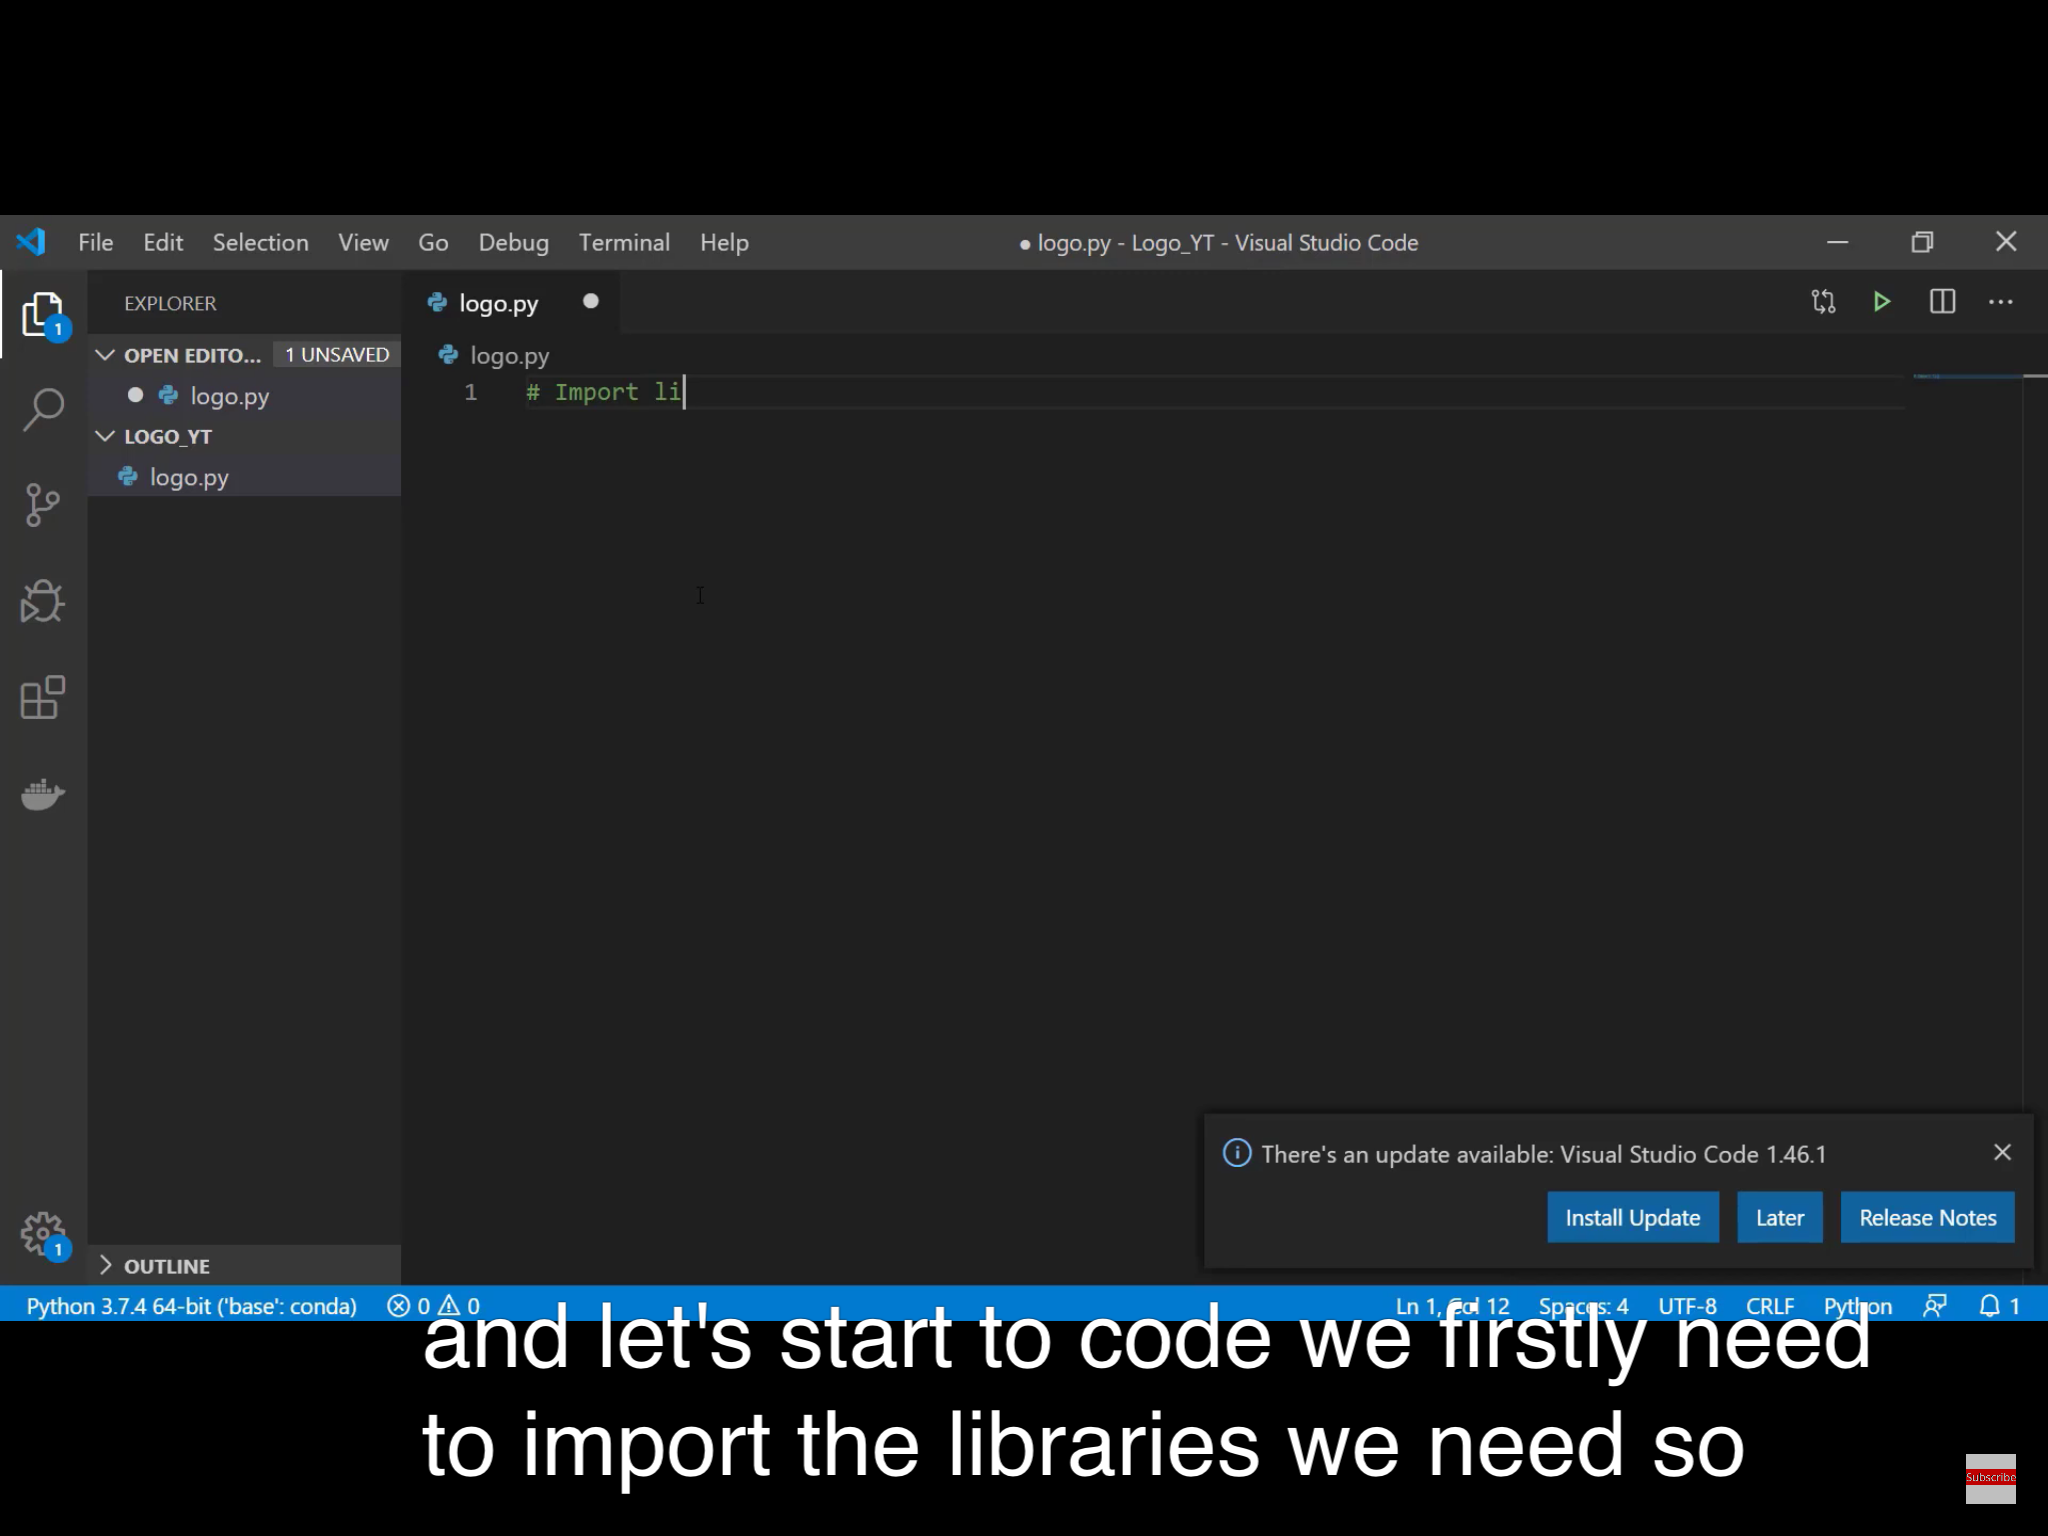 File Edit Selection View Go Debug Terminal Help
● logo.py - Logo_YT - Visual Studio Code
EXPLORER
1
OPEN EDITO... 1 UNSAVED
logo.py
LOGO_YT
logo.py
OUTLINE
1
logo.py
logo.py
1 # Import li
There's an update available: Visual Studio Code 1.46.1
Install Update Later Release Notes
Python 3.7.4 64-bit ('base': conda) 0 0 Ln 1, Col 12 Spaces: 4 UTF-8 CRLF Python 1
and let's start to code we firstly need
to import the libraries we need so
Subscribe